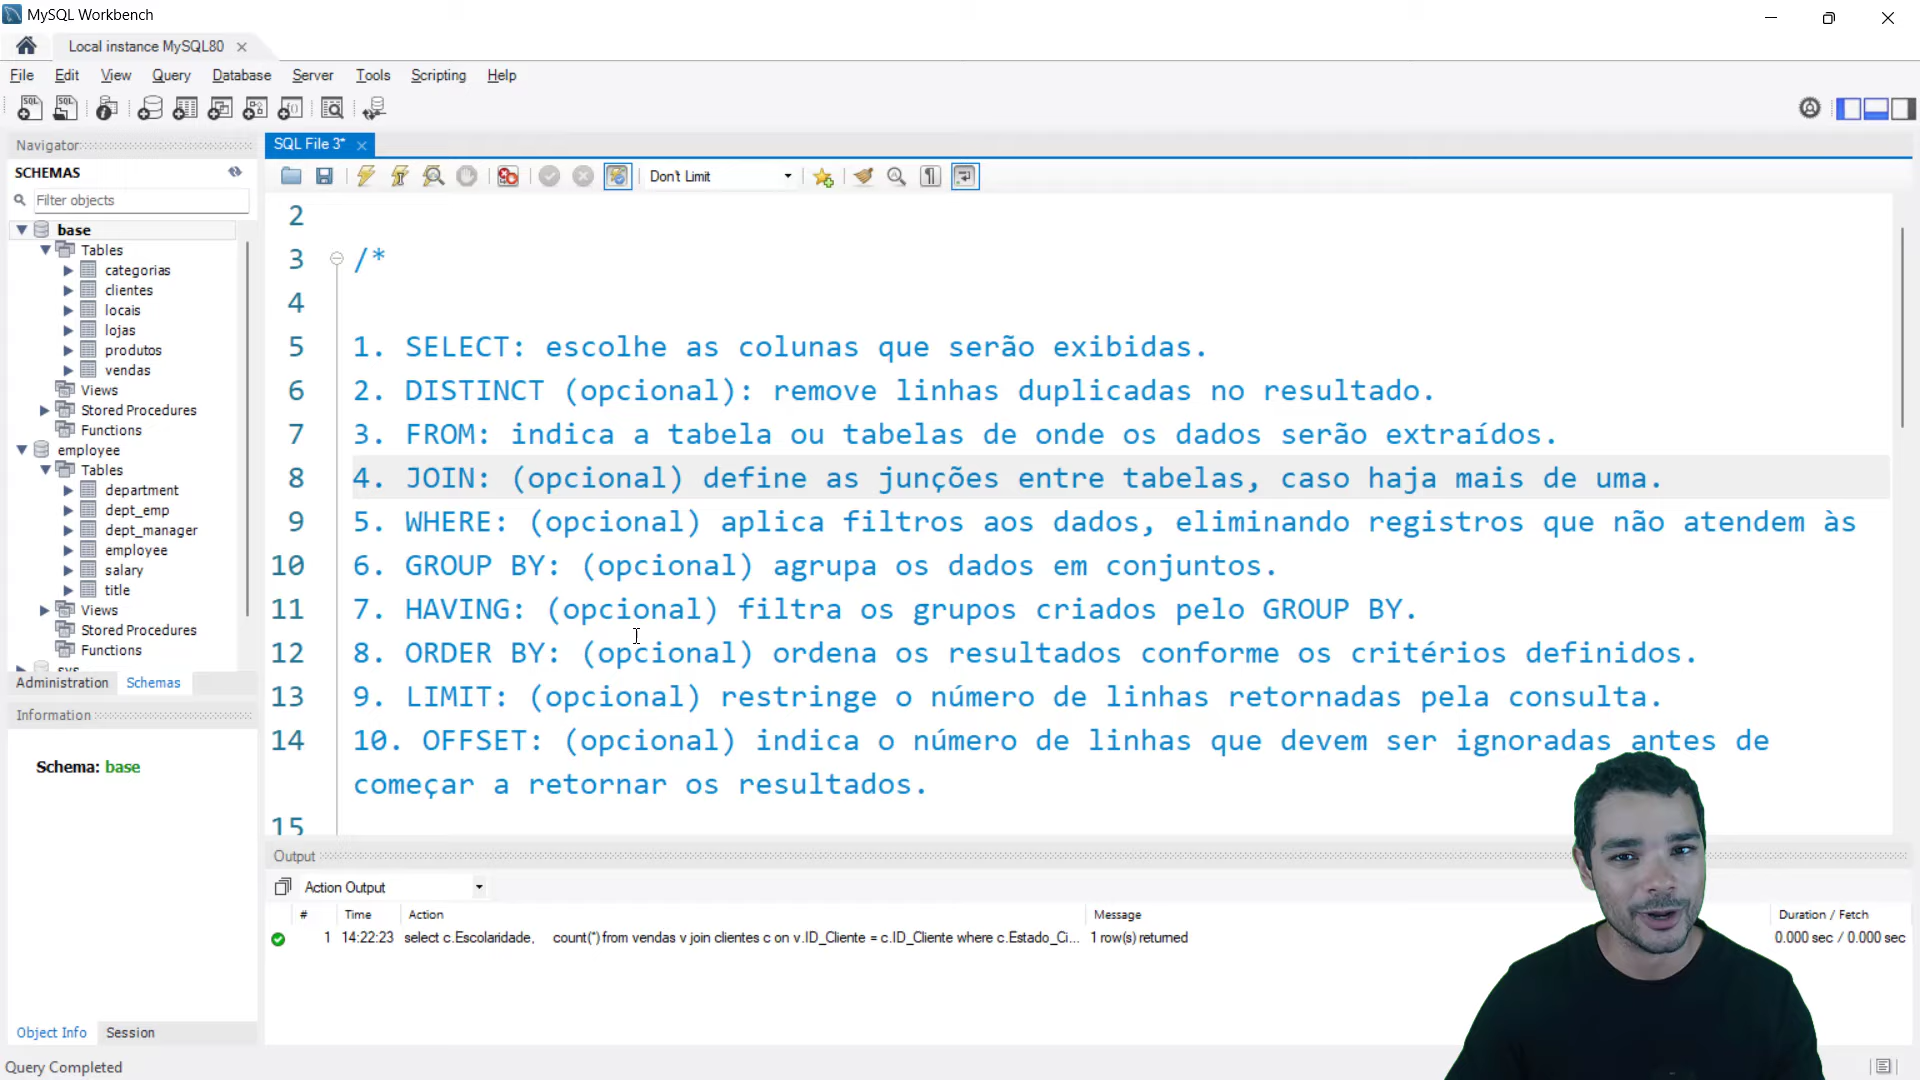 MySQL Workbench
Local instance MySQL80
File Edit View Query Database Server Tools Scripting Help
Navigator
SCHEMAS
Filter objects
base
Tables
categorias
clientes
locais
lojas
produtos
vendas
Views
Stored Procedures
Functions
employee
Tables
department
dept_emp
dept_manager
employee
salary
title
Views
Stored Procedures
Functions
sys
Administration Schemas
Information
Schema: base
Object Info Session
Query Completed
SQL File 3*
Don't Limit
2
3 /*
4
5 1. SELECT: escolhe as colunas que serão exibidas.
6 2. DISTINCT (opcional): remove linhas duplicadas no resultado.
7 3. FROM: indica a tabela ou tabelas de onde os dados serão extraídos.
8 4. JOIN: (opcional) define as junções entre tabelas, caso haja mais de uma.
9 5. WHERE: (opcional) aplica filtros aos dados, eliminando registros que não atendem às
10 6. GROUP BY: (opcional) agrupa os dados em conjuntos.
11 7. HAVING: (opcional) filtra os grupos criados pelo GROUP BY.
12 8. ORDER BY: (opcional) ordena os resultados conforme os critérios definidos.
13 9. LIMIT: (opcional) restringe o número de linhas retornadas pela consulta.
14 10. OFFSET: (opcional) indica o número de linhas que devem ser ignoradas antes de
começar a retornar os resultados.
15
Output
Action Output
# Time Action Message Duration / Fetch
1 14:22:23 select c.Escolaridade, count(*) from vendas v join clientes c on v.ID_Cliente = c.ID_Cliente where c.Estado_Ci... 1 row(s) returned 0.000 sec / 0.000 sec